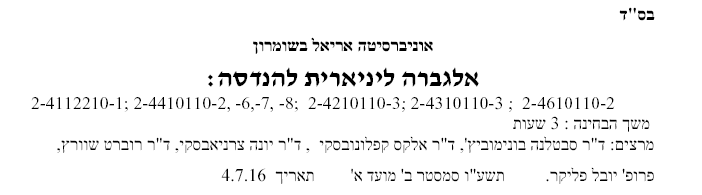 בס"ד
אוניברסיטה אריאל בשומרון
אלגברה ליניארית להנדסה:
2-4112210-1; 2-4410110-2, -6,-7, -8; 2-4210110-3; 2-4310110-3 ; 2-4610110-2
משך הבחינה : 3 שעות
מרצים: ד"ר סבטלנה בונימוביץ', ד"ר אלקס קפלונובסקי , ד"ר יונה צרניאבסקי, ד"ר רוברט שוורץ,
פרופ' יובל פליקר. תשע"ו סמסטר ב' מועד א' תאריך 4.7.16